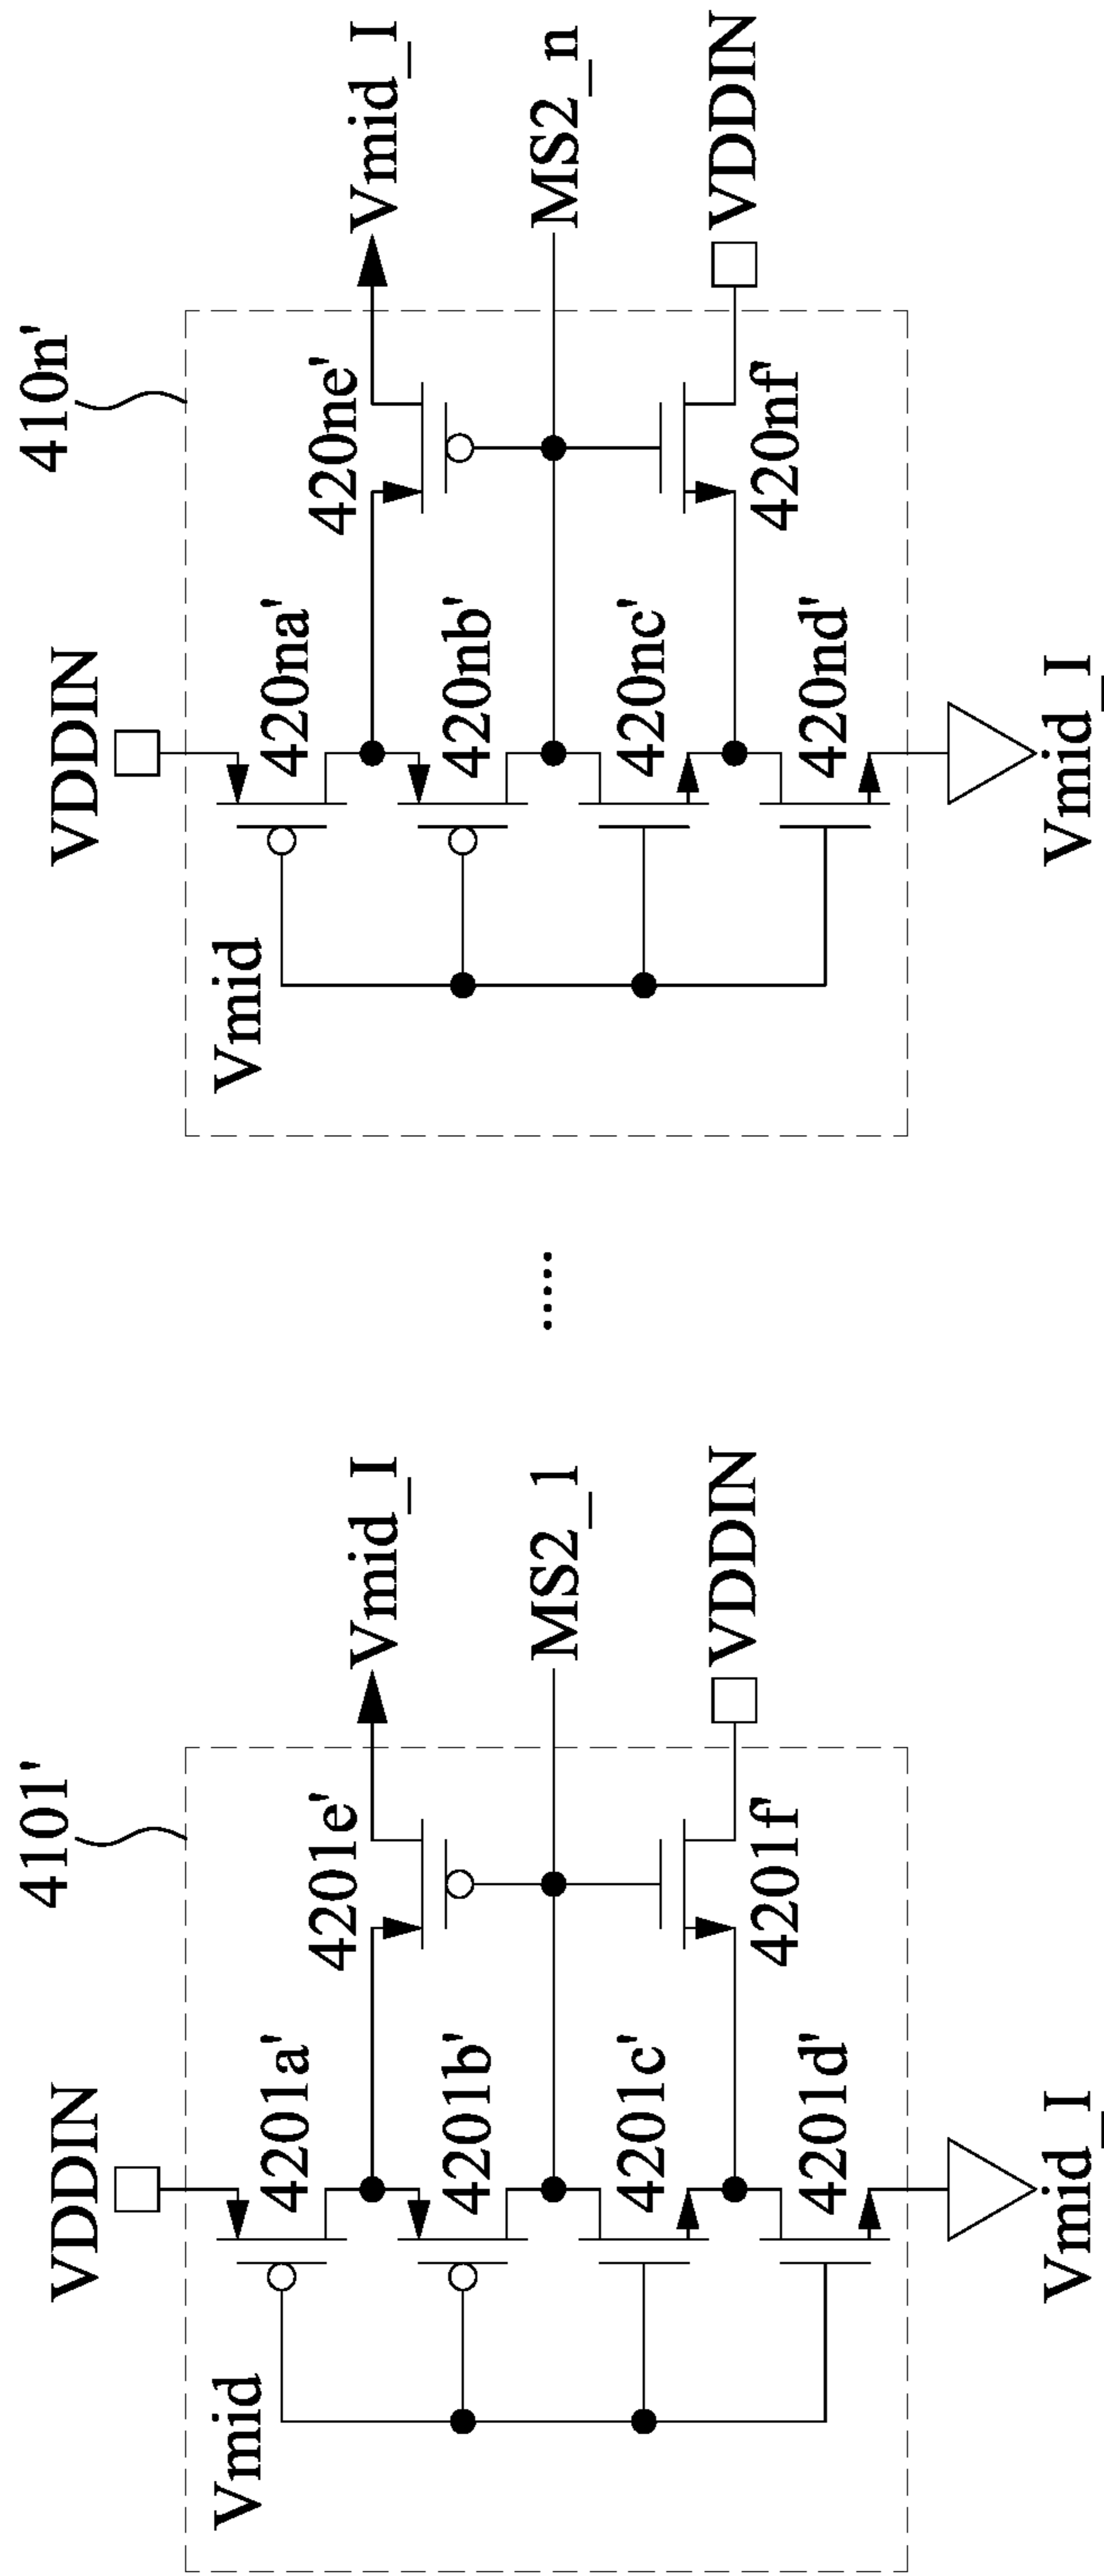 4101'
VDDIN
Vmid
4201a'
4201e'
Vmid_I
4201b'
MS2_1
4201c'
4201f'
VDDIN
4201d'
Vmid_I
.....
410n'
VDDIN
Vmid
420na'
420ne'
Vmid_I
420nb'
MS2_n
420nc'
420nf'
VDDIN
420nd'
Vmid_I